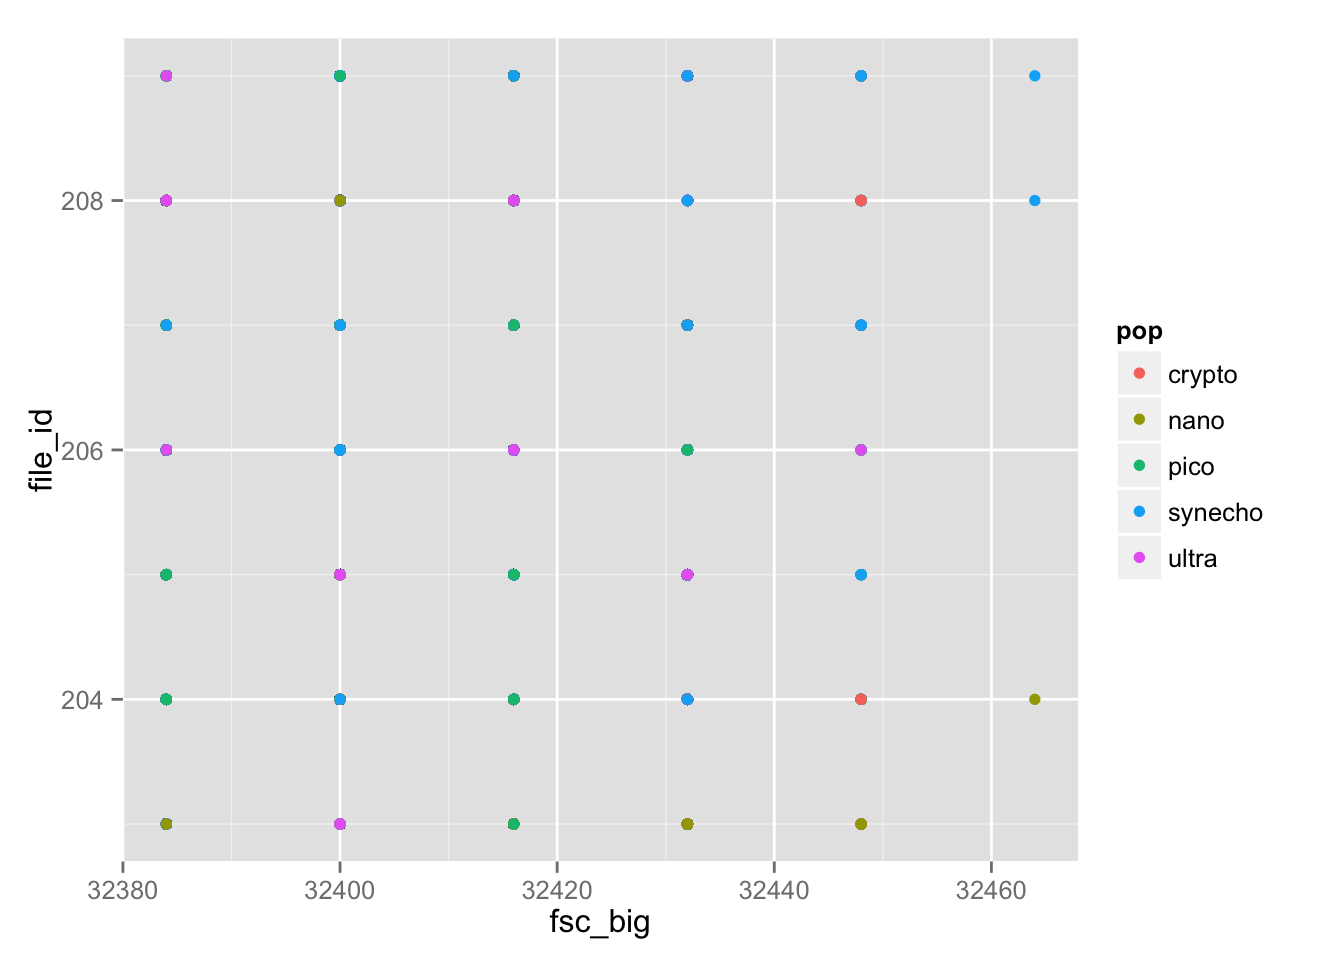 208
206
204
file_id
32380 32400 32420 32440 32460
fsc_big
pop
crypto
nano
pico
synecho
ultra